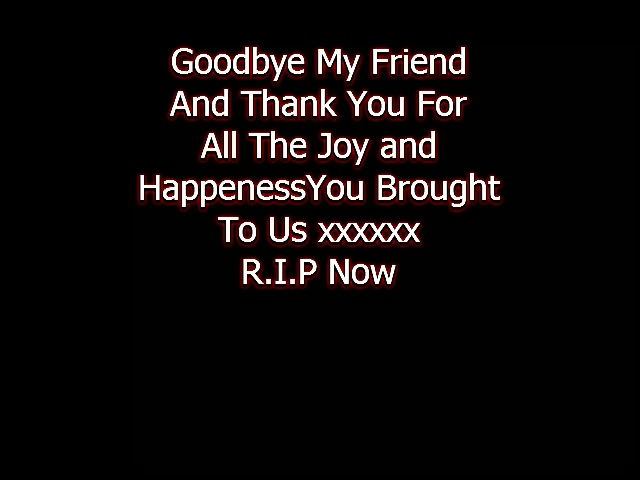 Goodbye My Friend
And Thank You For
All The Joy and
HappenessYou Brought
To Us xxxxxx
R.I.P Now